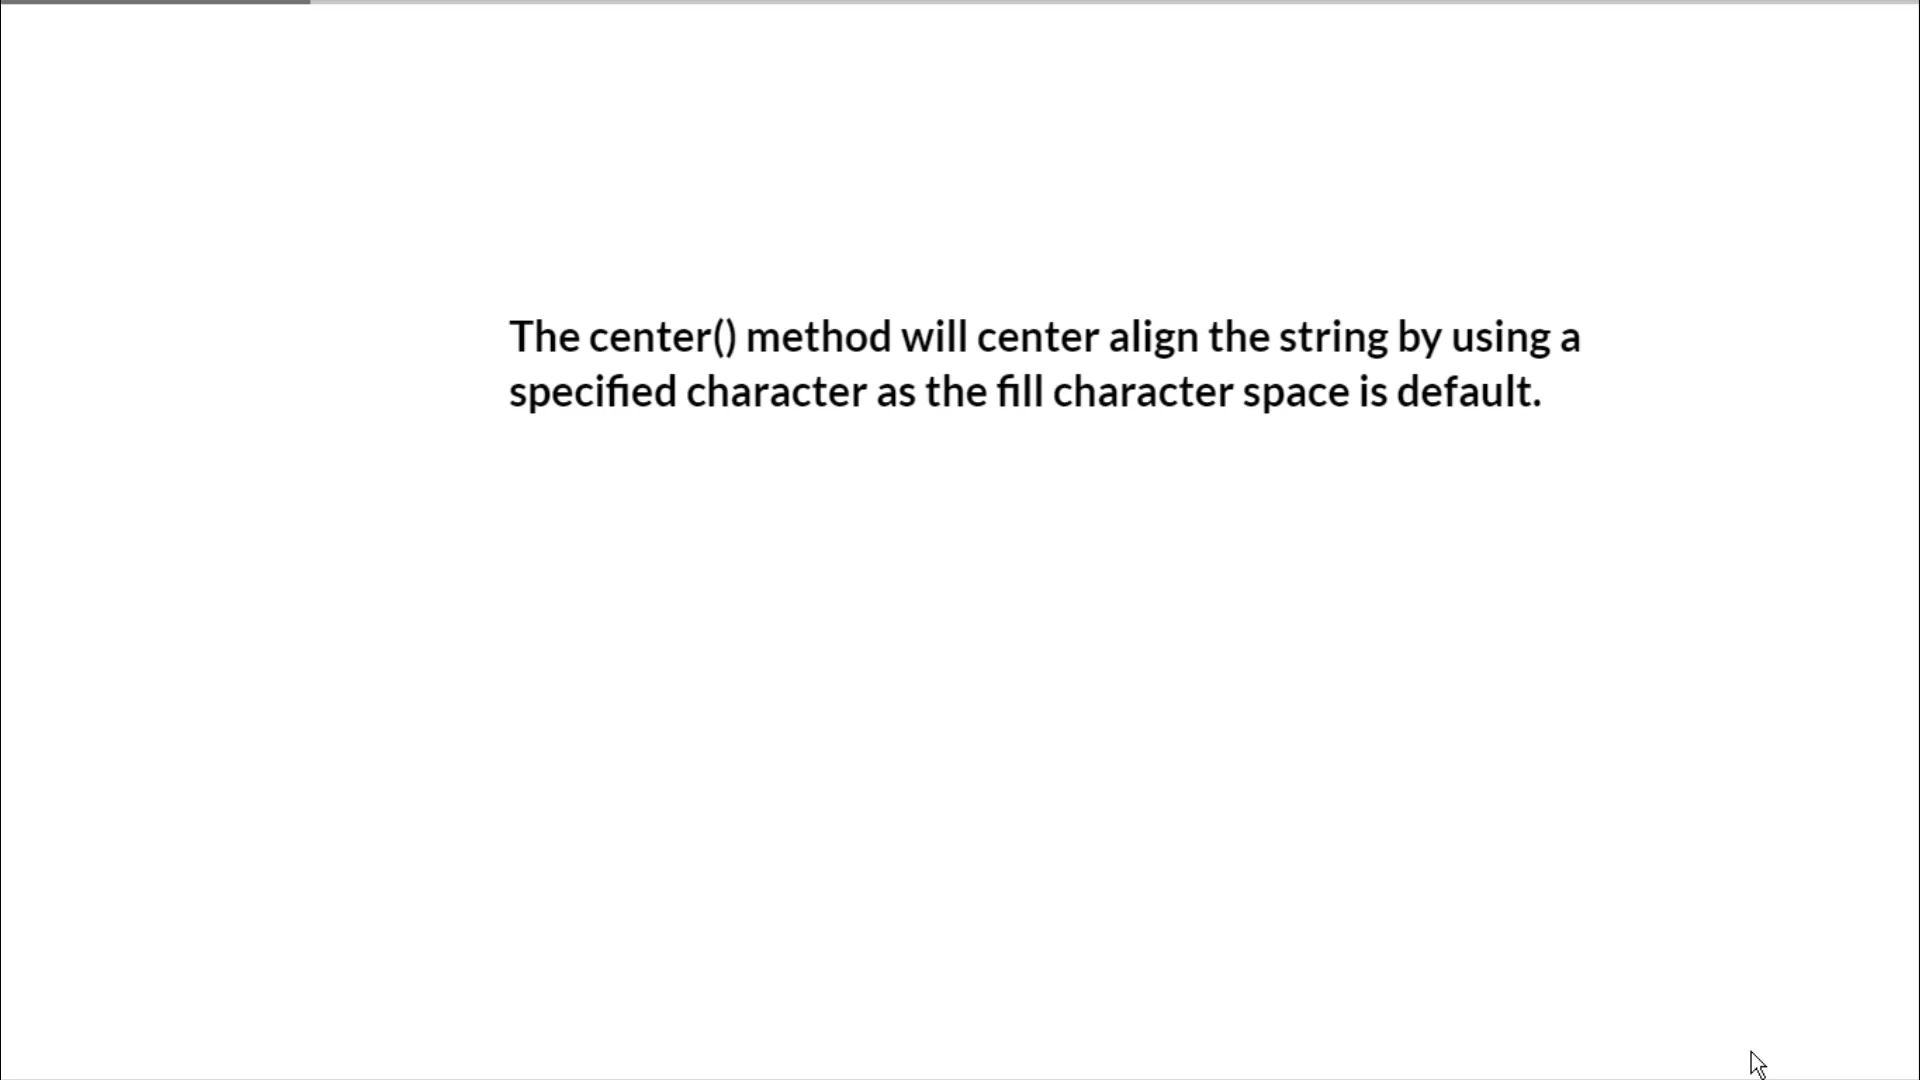 The center() method will center align the string by using a
specified character as the fill character space is default.